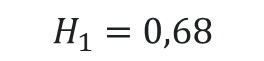 H₁ = 0,68